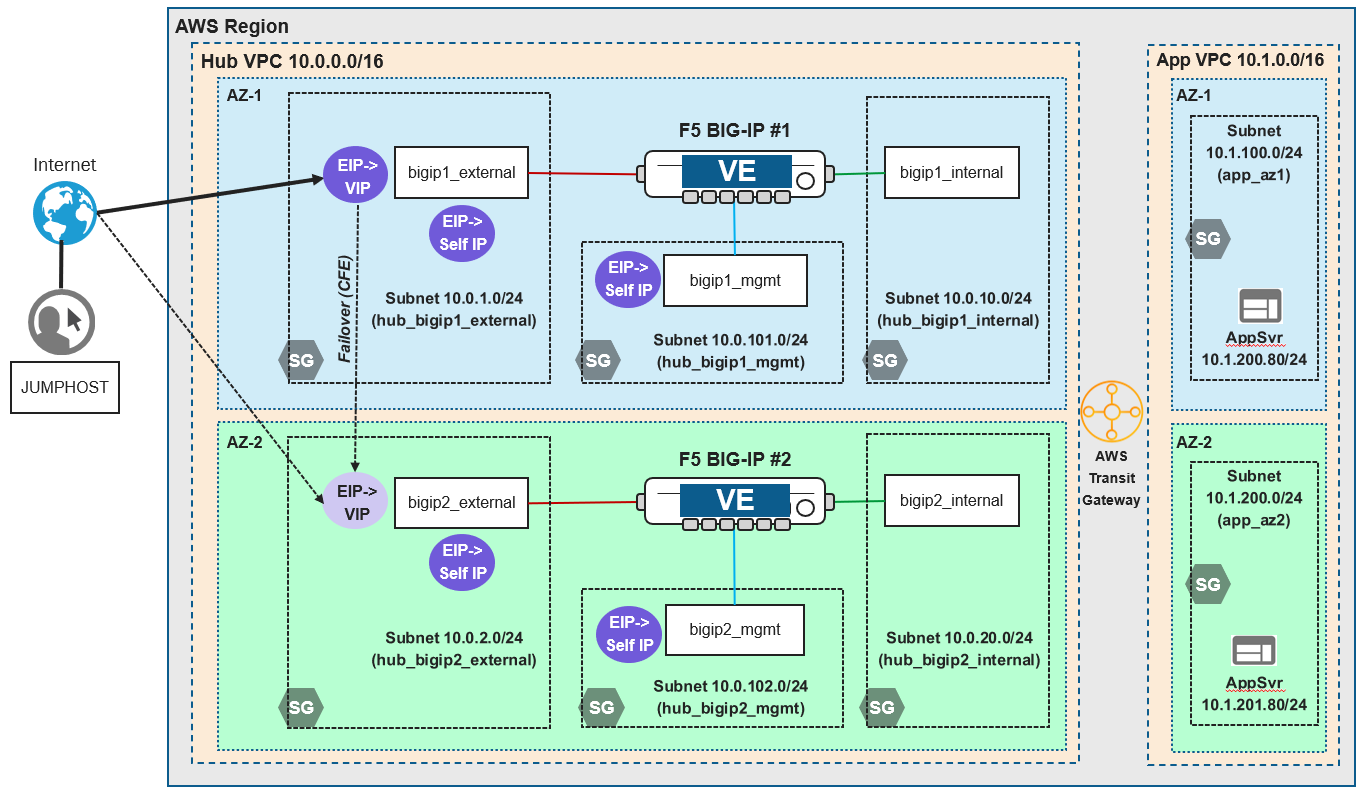 AWS Region
Hub VPC 10.0.0.0/16
AZ-1
Internet
JUMPHOST
EIP->
VIP
bigip1_external
EIP->
Self IP
Failover (CFE)
Subnet 10.0.1.0/24
(hub_bigip1_external)
SG
F5 BIG-IP #1
VE
EIP->
Self IP
bigip1_mgmt
Subnet 10.0.101.0/24
(hub_bigip1_mgmt)
SG
bigip1_internal
Subnet 10.0.10.0/24
(hub_bigip1_internal)
SG
AZ-2
EIP->
VIP
bigip2_external
EIP->
Self IP
Subnet 10.0.2.0/24
(hub_bigip2_external)
SG
F5 BIG-IP #2
VE
EIP->
Self IP
bigip2_mgmt
Subnet 10.0.102.0/24
(hub_bigip2_mgmt)
SG
bigip2_internal
Subnet 10.0.20.0/24
(hub_bigip2_internal)
SG
AWS
Transit
Gateway
App VPC 10.1.0.0/16
AZ-1
Subnet
10.1.100.0/24
(app_az1)
SG
AppSvr
10.1.200.80/24
AZ-2
Subnet
10.1.200.0/24
(app_az2)
SG
AppSvr
10.1.201.80/24